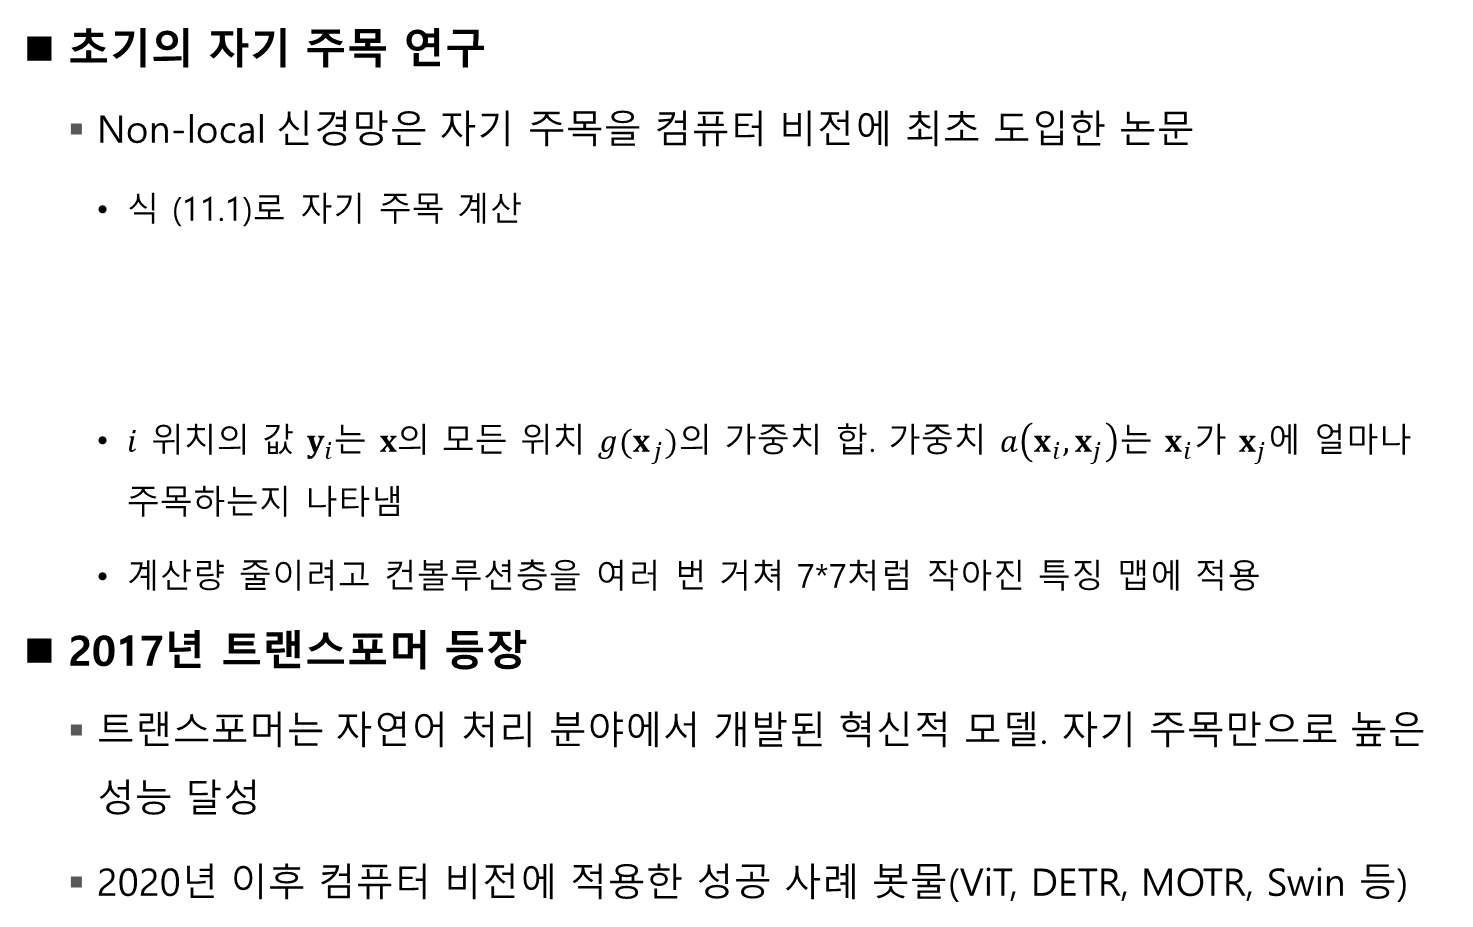 ■ 초기의 자기 주목 연구
▪ Non-local 신경망은 자기 주목을 컴퓨터 비전에 최초 도입한 논문
• 식 (11.1)로 자기 주목 계산
• 𝑖 위치의 값 𝐲𝑖는 𝐱의 모든 위치 𝑔(𝐱𝑗)의 가중치 합. 가중치 𝑎(𝐱𝑖, 𝐱𝑗)는 𝐱𝑖가 𝐱𝑗에 얼마나
주목하는지 나타냄
• 계산량 줄이려고 컨볼루션층을 여러 번 거쳐 7*7처럼 작아진 특징 맵에 적용
■ 2017년 트랜스포머 등장
▪ 트랜스포머는 자연어 처리 분야에서 개발된 혁신적 모델. 자기 주목만으로 높은
성능 달성
▪ 2020년 이후 컴퓨터 비전에 적용한 성공 사례 봇물(ViT, DETR, MOTR, Swin 등)